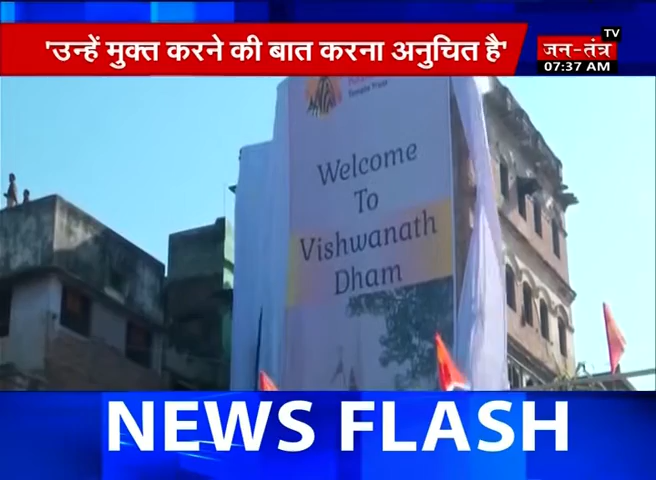 'उन्हें मुक्त करने की बात करना अनुचित है'
TV
जन-तंत्र
07:37 AM
Welcome
To
Vishwanath
Dham
NEWS FLASH